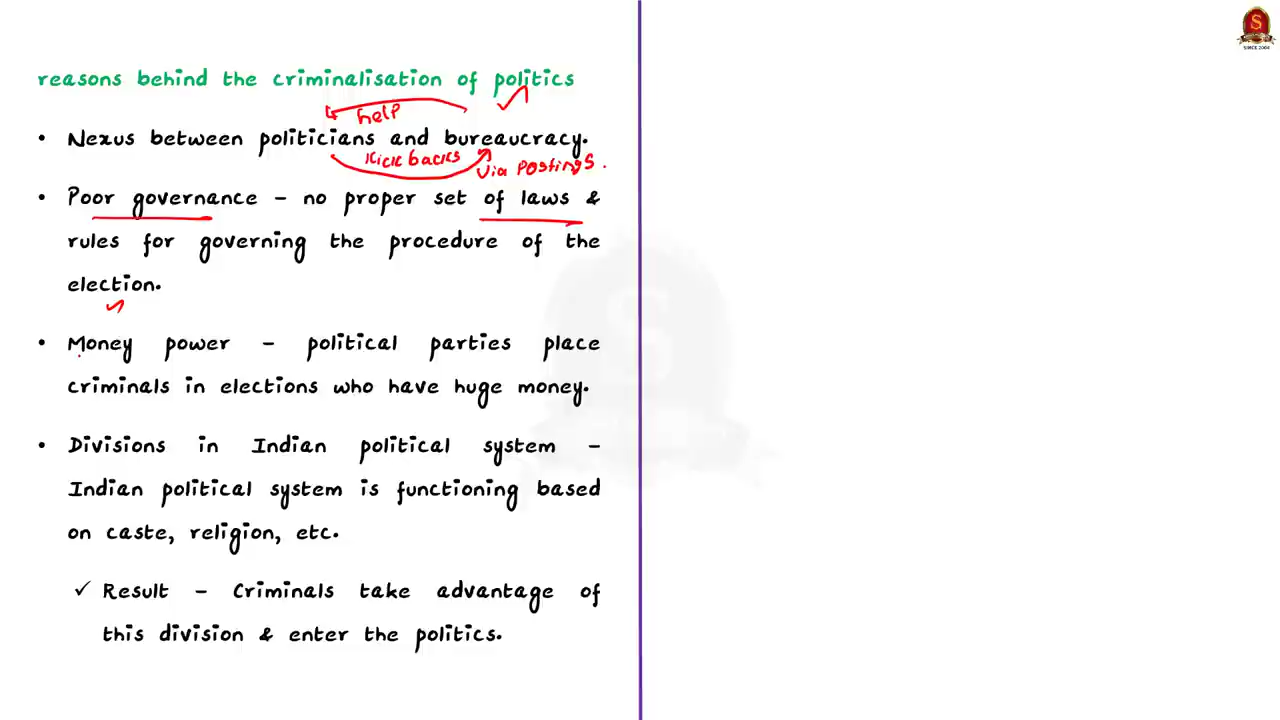 reasons behind the criminalisation of politics
help
• Nexus between politicians and bureaucracy.
Kick backs
via Postings.
• Poor governance – no proper set of laws &
rules for governing the procedure of the
election.
• Money power – political parties place
criminals in elections who have huge money.
• Divisions in Indian political system –
Indian political system is functioning based
on caste, religion, etc.
✓ Result – Criminals take advantage of
this division & enter the politics.
S
SINCE 2004